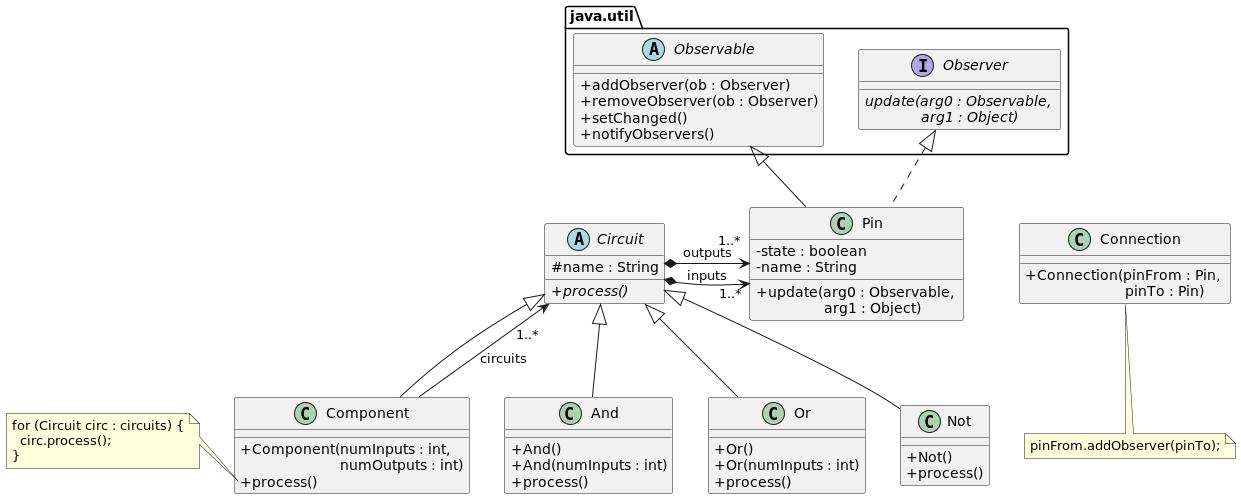 java.util
A Observable
+addObserver(ob : Observer)
+removeObserver(ob : Observer)
+setChanged()
+notifyObservers()
I Observer
update(arg0 : Observable,
arg1 : Object)
A Circuit
#name : String
+process()
outputs
1..*
inputs
1..*
C Pin
-state : boolean
-name : String
+update(arg0 : Observable,
arg1 : Object)
C Connection
+Connection(pinFrom : Pin,
pinTo : Pin)
1..*
circuits
for (Circuit circ : circuits) {
circ.process();
}
C Component
+Component(numInputs : int,
numOutputs : int)
+process()
C And
+And()
+And(numInputs : int)
+process()
C Or
+Or()
+Or(numInputs : int)
+process()
C Not
+Not()
+process()
pinFrom.addObserver(pinTo);